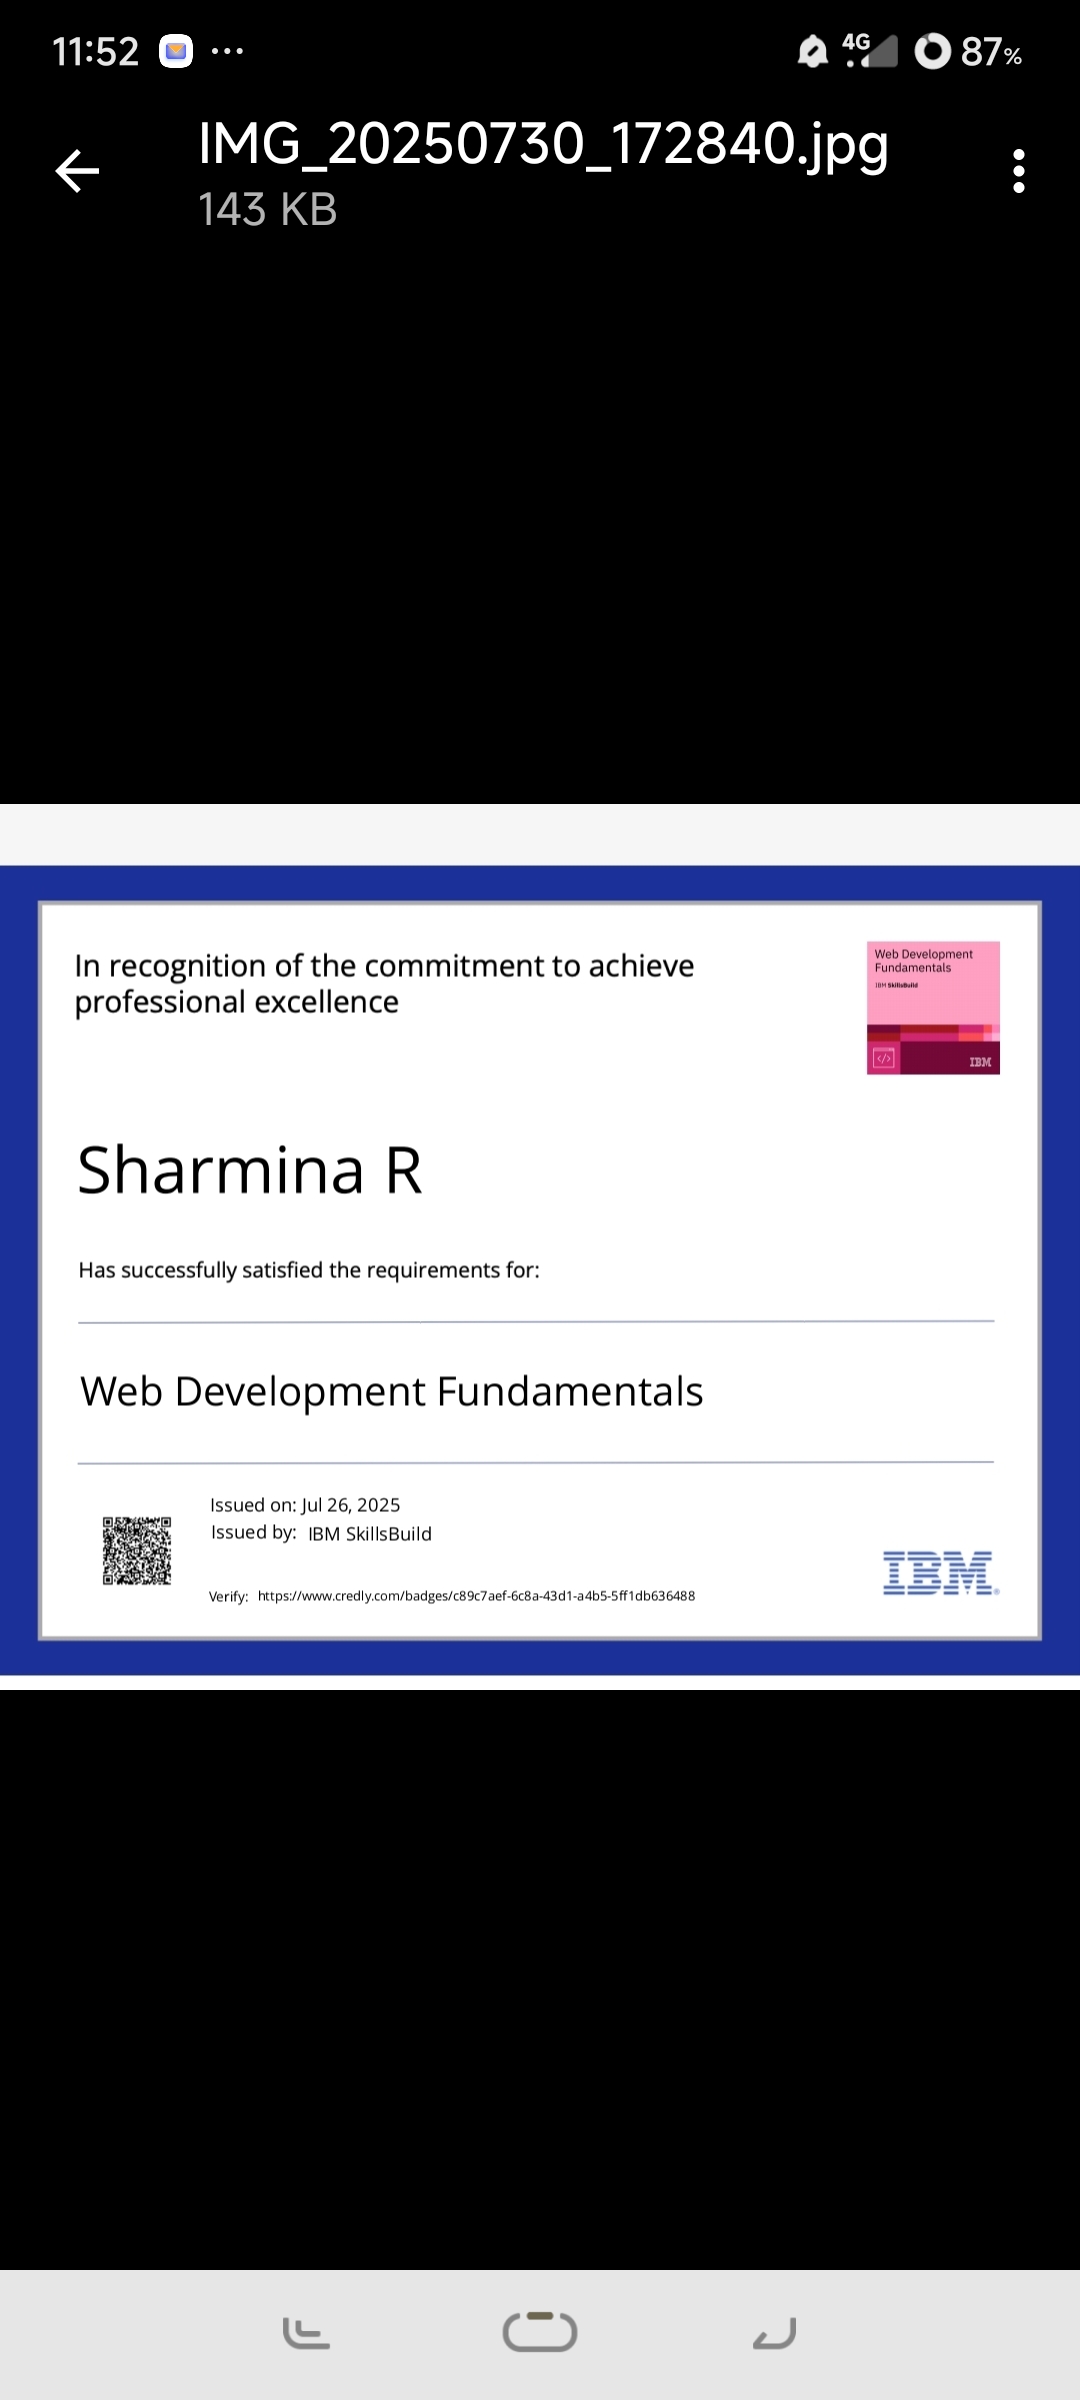 11:52
4G
87%
IMG_20250730_172840.jpg
143 KB
In recognition of the commitment to achieve
professional excellence
Web Development
Fundamentals
IBM SkillsBuild
</>
IBM
Sharmina R
Has successfully satisfied the requirements for:
Web Development Fundamentals
Issued on: Jul 26, 2025
Issued by: IBM SkillsBuild
Verify: https://www.credly.com/badges/c89c7aef-6c8a-43d1-a4b5-5ff1db636488
IBM®